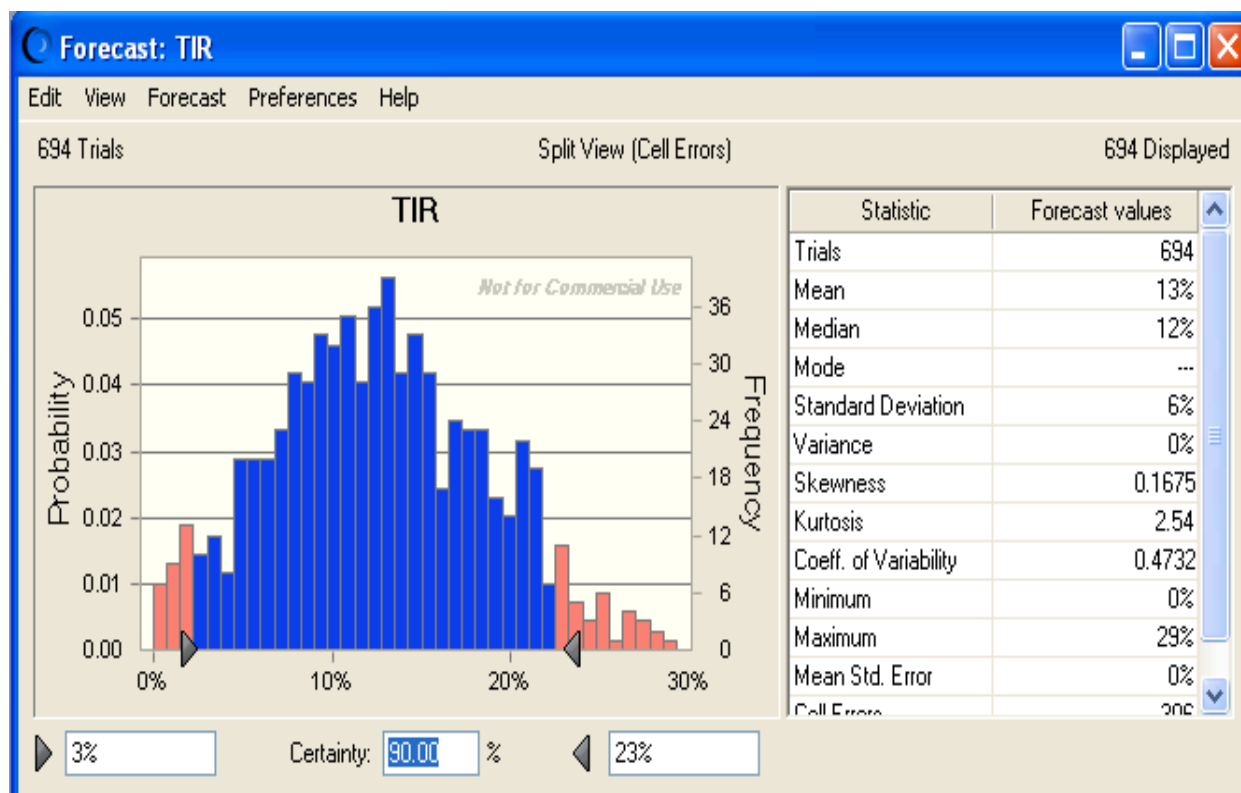 Forecast: TIR
Edit View Forecast Preferences Help
694 Trials Split View (Cell Errors) 694 Displayed
TIR
Not for Commercial Use
Probability
0.05
0.04
0.03
0.02
0.01
0.00
0% 10% 20% 30%
36
30
24
18
12
6
0
Frequency
Statistic Forecast values
Trials 694
Mean 13%
Median 12%
Mode ---
Standard Deviation 6%
Variance 0%
Skewness 0.1675
Kurtosis 2.54
Coeff. of Variability 0.4732
Minimum 0%
Maximum 29%
Mean Std. Error 0%
Cell Errors 306
3% Certainty: 90.00 % 23%